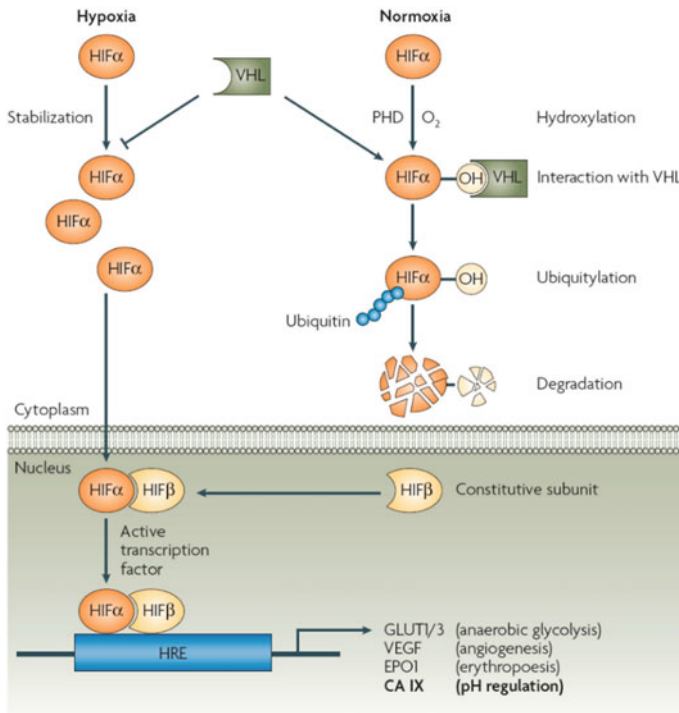 Hypoxia
Normoxia
HIFα
VHL
HIFα
Stabilization
PHD
O₂
Hydroxylation
HIFα
HIFα
OH
VHL
Interaction with VHL
HIFα
HIFα
HIFα
OH
Ubiquitylation
Ubiquitin
Degradation
Cytoplasm
Nucleus
HIFα
HIFβ
HIFβ
Constitutive subunit
Active
transcription
factor
HIFα
HIFβ
HRE
GLUT1/3 (anaerobic glycolysis)
VEGF (angiogenesis)
EPO1 (erythropoesis)
CA IX (pH regulation)